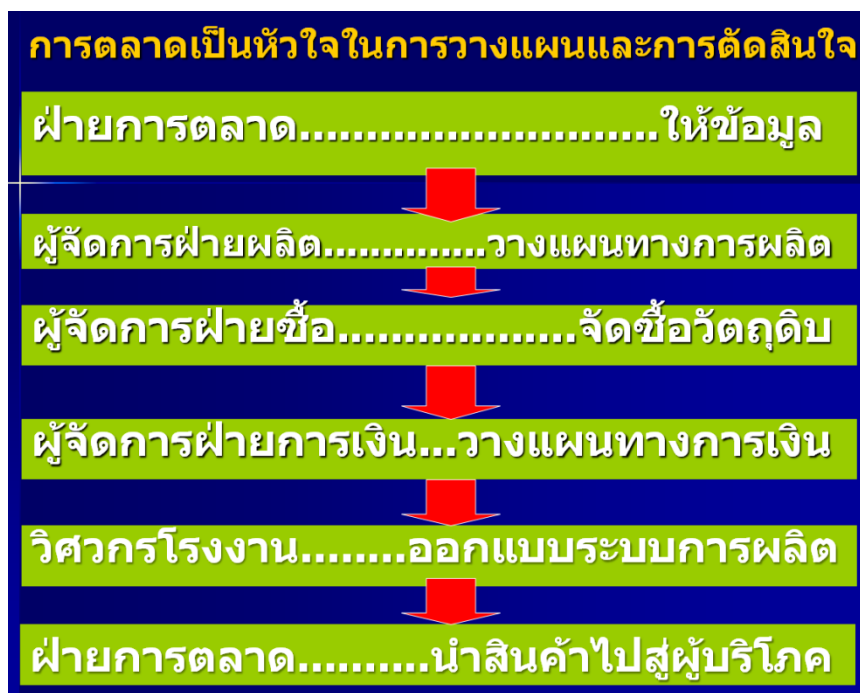 การตลาดเป็นหัวใจในการวางแผนและการตัดสินใจ
ฝ่ายการตลาด...........................ให้ข้อมูล
ผู้จัดการฝ่ายผลิต..............วางแผนทางการผลิต
ผู้จัดการฝ่ายซื้อ..................จัดซื้อวัตถุดิบ
ผู้จัดการฝ่ายการเงิน...วางแผนทางการเงิน
วิศวกรโรงงาน........ออกแบบระบบการผลิต
ฝ่ายการตลาด..........นำสินค้าไปสู่ผู้บริโภค